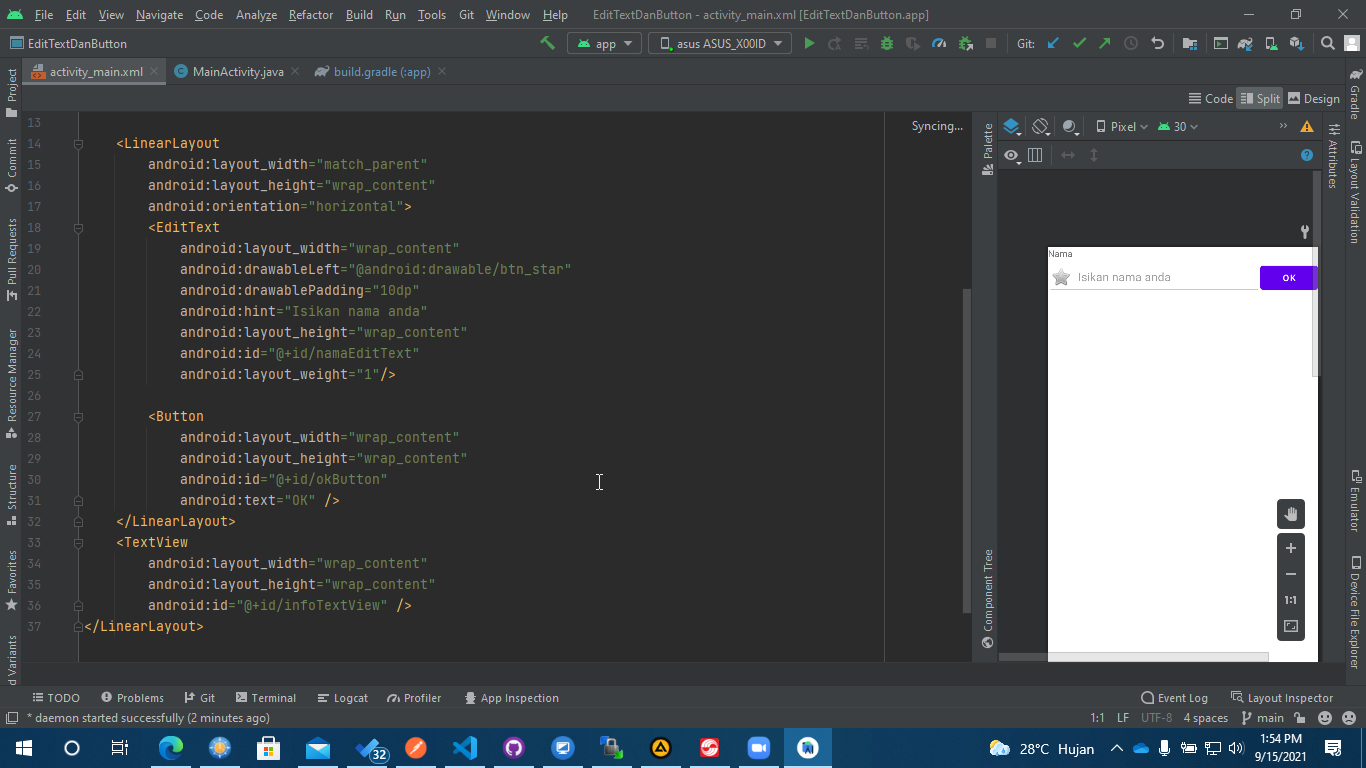 File Edit View Navigate Code Analyze Refactor Build Run Tools Git Window Help EditTextDanButton - activity_main.xml [EditTextDanButton.app]
EditTextDanButton app asus ASUS_X00ID Git:
activity_main.xml MainActivity.java build.gradle (:app)
Code Split Design
Project
Commit
Pull Requests
Resource Manager
Structure
Favorites
d Variants
Syncing...
13
14 <LinearLayout
15 android:layout_width="match_parent"
16 android:layout_height="wrap_content"
17 android:orientation="horizontal">
18 <EditText
19 android:layout_width="wrap_content"
20 android:drawableLeft="@android:drawable/btn_star"
21 android:drawablePadding="10dp"
22 android:hint="Isikan nama anda"
23 android:layout_height="wrap_content"
24 android:id="@+id/namaEditText"
25 android:layout_weight="1"/>
26
27 <Button
28 android:layout_width="wrap_content"
29 android:layout_height="wrap_content"
30 android:id="@+id/okButton"
31 android:text="OK" />
32 </LinearLayout>
33 <TextView
34 android:layout_width="wrap_content"
35 android:layout_height="wrap_content"
36 android:id="@+id/infoTextView" />
37 </LinearLayout>
Palette
Component Tree
Pixel 30
Nama
Isikan nama anda OK
1:1
Attributes
Gradle
Layout Validation
Emulator
Device File Explorer
TODO Problems Git Terminal Logcat Profiler App Inspection Event Log Layout Inspector
* daemon started successfully (2 minutes ago) 1:1 LF UTF-8 4 spaces main
32 28°C Hujan 1:54 PM
9/15/2021